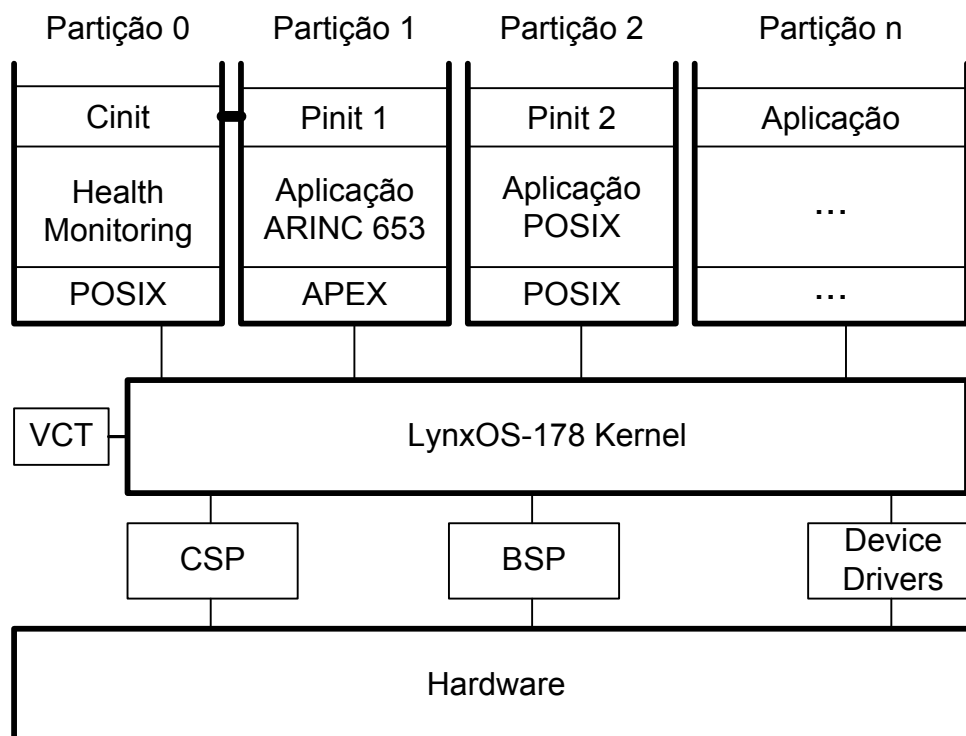 Partição 0
Partição 1
Partição 2
Partição n
Cinit
Pinit 1
Pinit 2
Aplicação
Health
Monitoring
Aplicação
ARINC 653
Aplicação
POSIX
...
POSIX
APEX
POSIX
...
VCT
LynxOS-178 Kernel
CSP
BSP
Device
Drivers
Hardware